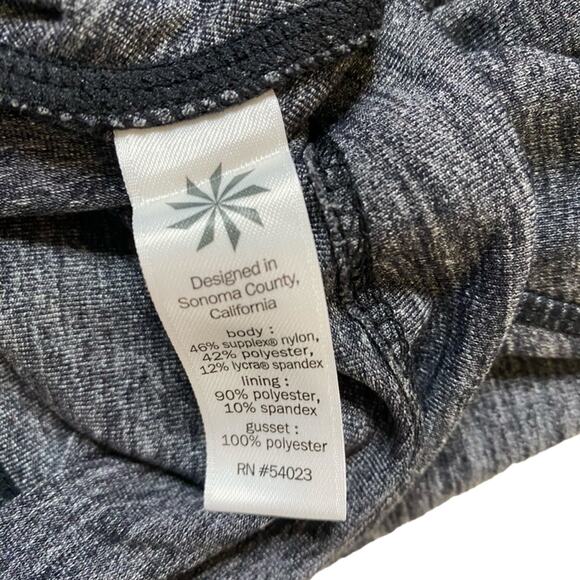 Designed in
Sonoma County,
California
body :
46% supplex® nylon,
42% polyester,
12% lycra® spandex
lining :
90% polyester,
10% spandex
gusset :
100% polyester
RN #54023